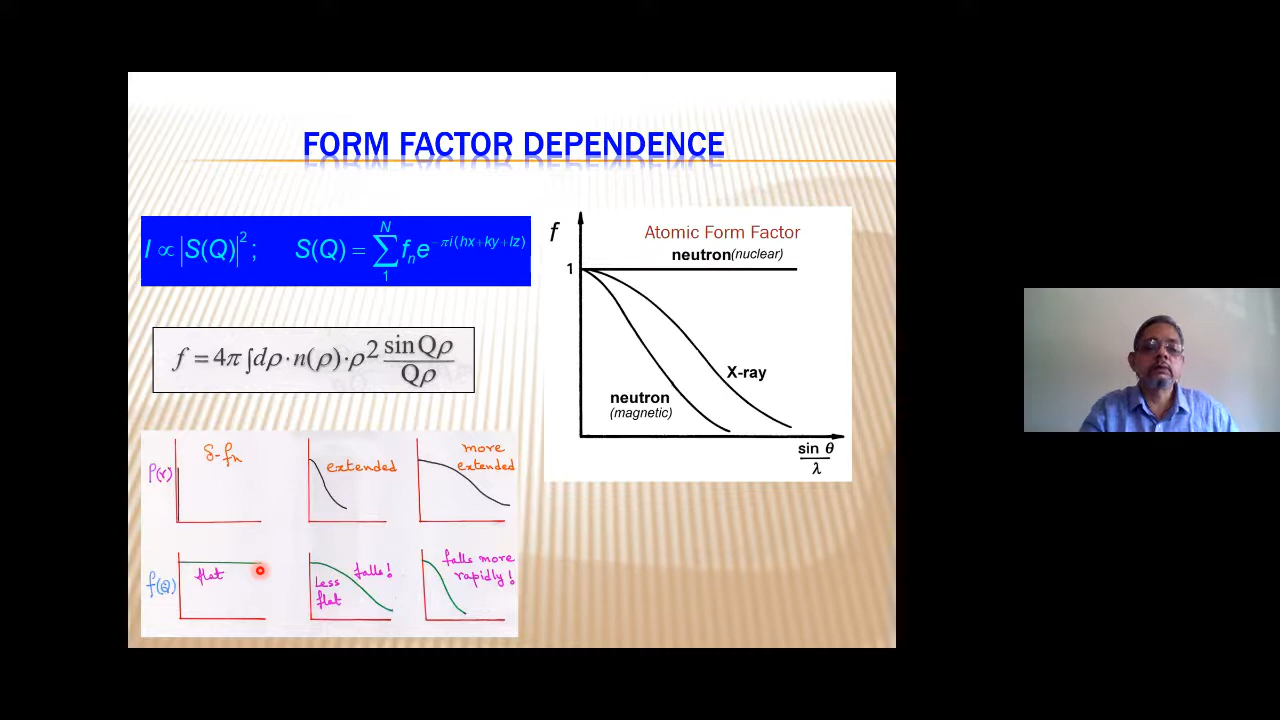 FORM FACTOR DEPENDENCE
I ∝ |S(Q)|²; S(Q) = ∑₁ᴺ fₙ e^{-πi(hx+ky+lz)}
f = 4π ∫dρ·n(ρ)·ρ² sinQρ / Qρ
f
Atomic Form Factor
neutron(nuclear)
1
X-ray
neutron
(magnetic)
sin θ
λ
δ-fn
extended
more
extended
ρ(r)
f(Q)
flat
Less
flat
falls!
falls more
rapidly!